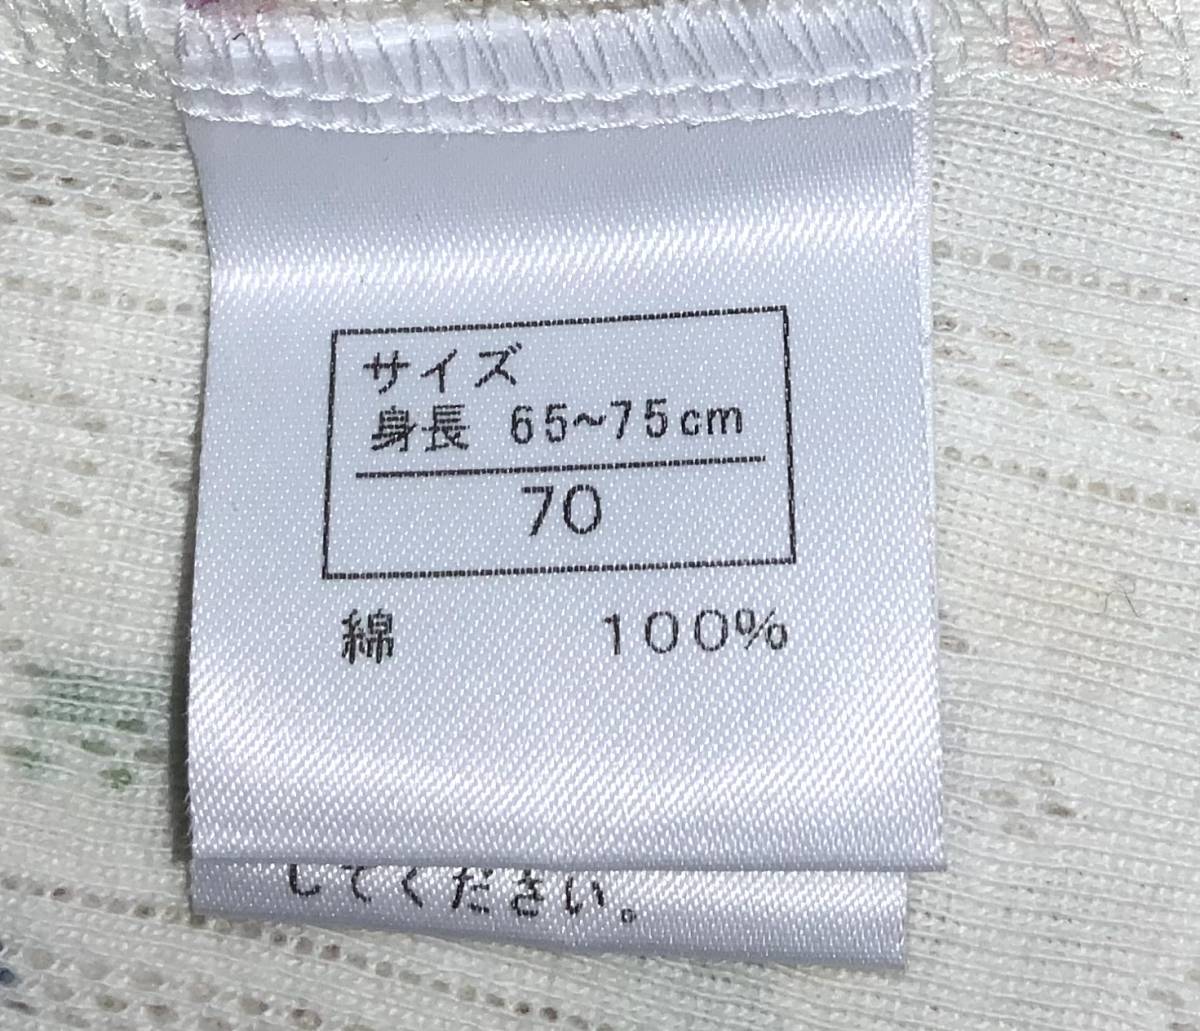 サイズ
身長 65~75cm
70
綿 100%
してください。